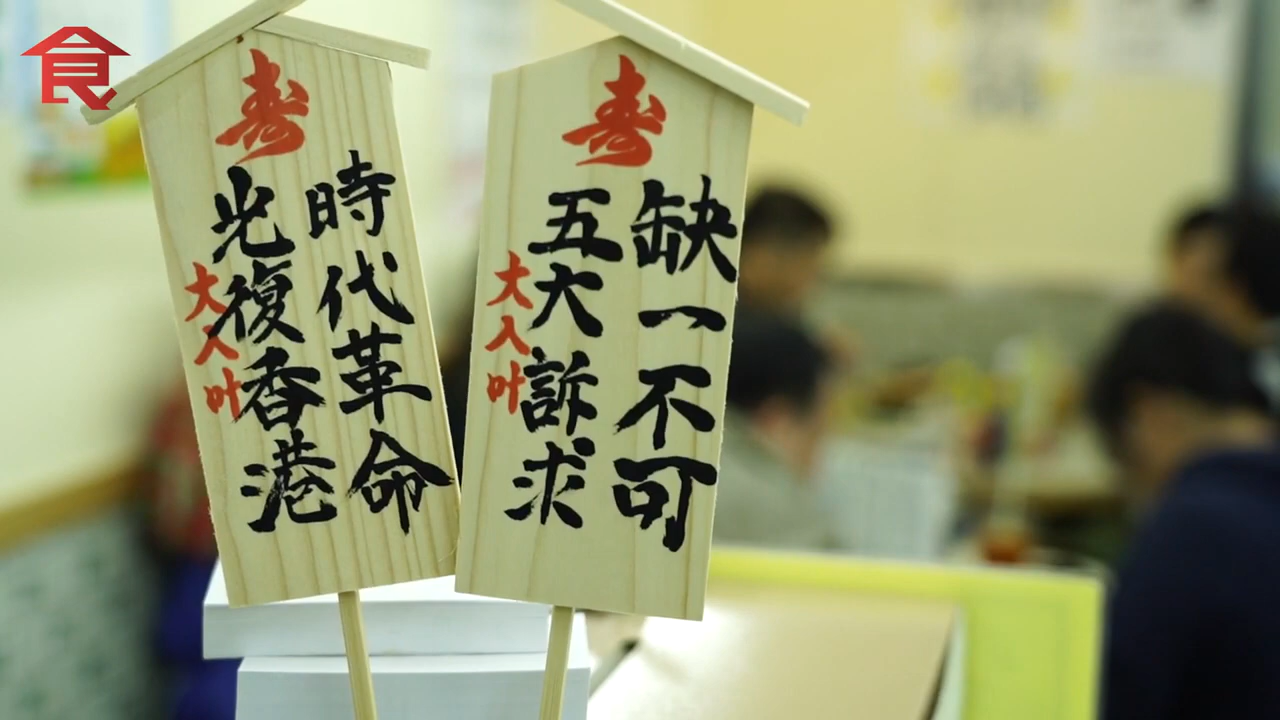 食
寿
光復香港
時代革命
大入叶
寿
五大訴求
缺一不可
大入叶